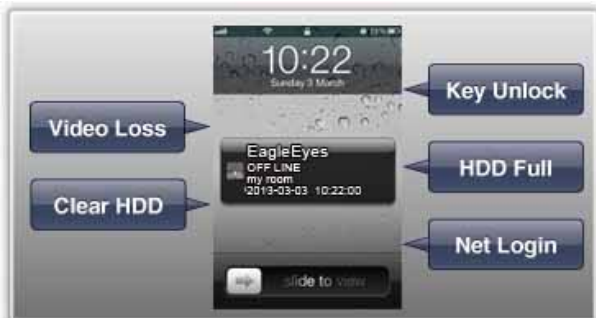 10:22
Sunday 3 March
Key Unlock
Video Loss
EagleEyes
OFF LINE
my room
2013-03-03 10:22:00
HDD Full
Clear HDD
Net Login
slide to view